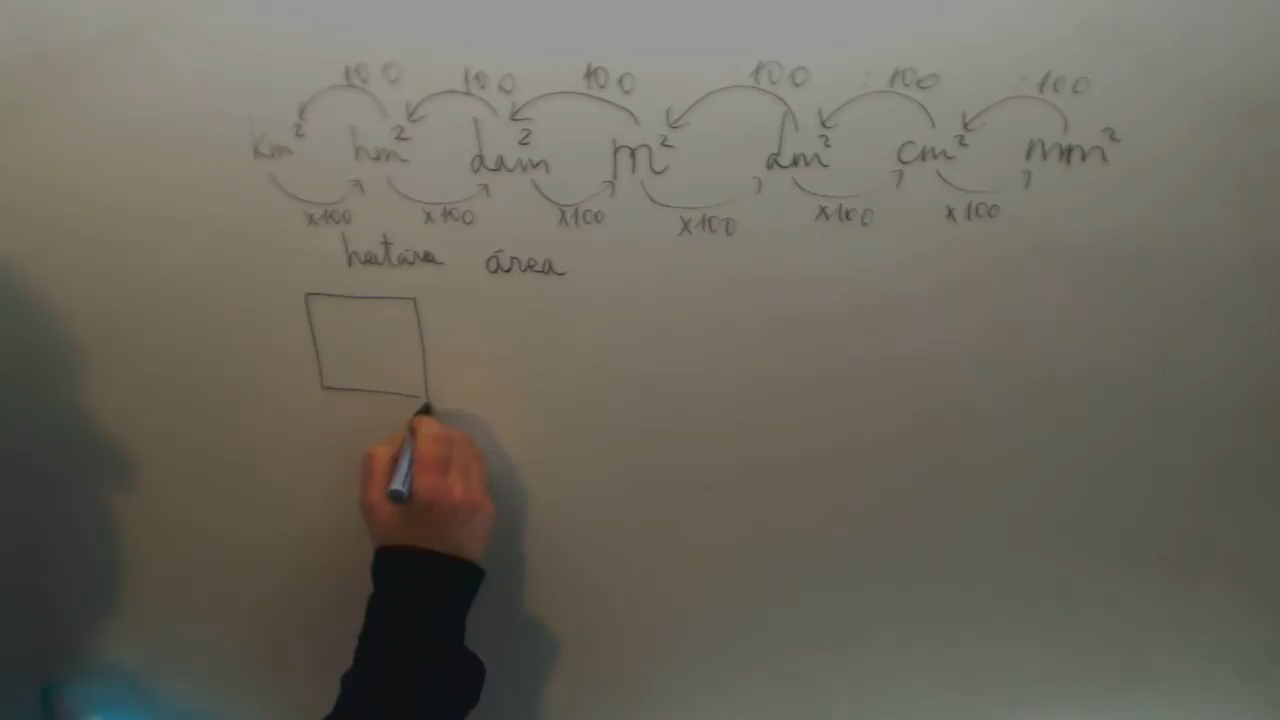 100 100 100 :100 :100 :100
km² hm² dam² m² dm² cm² mm²
x100 x100 x100 x100 x100 x100
área